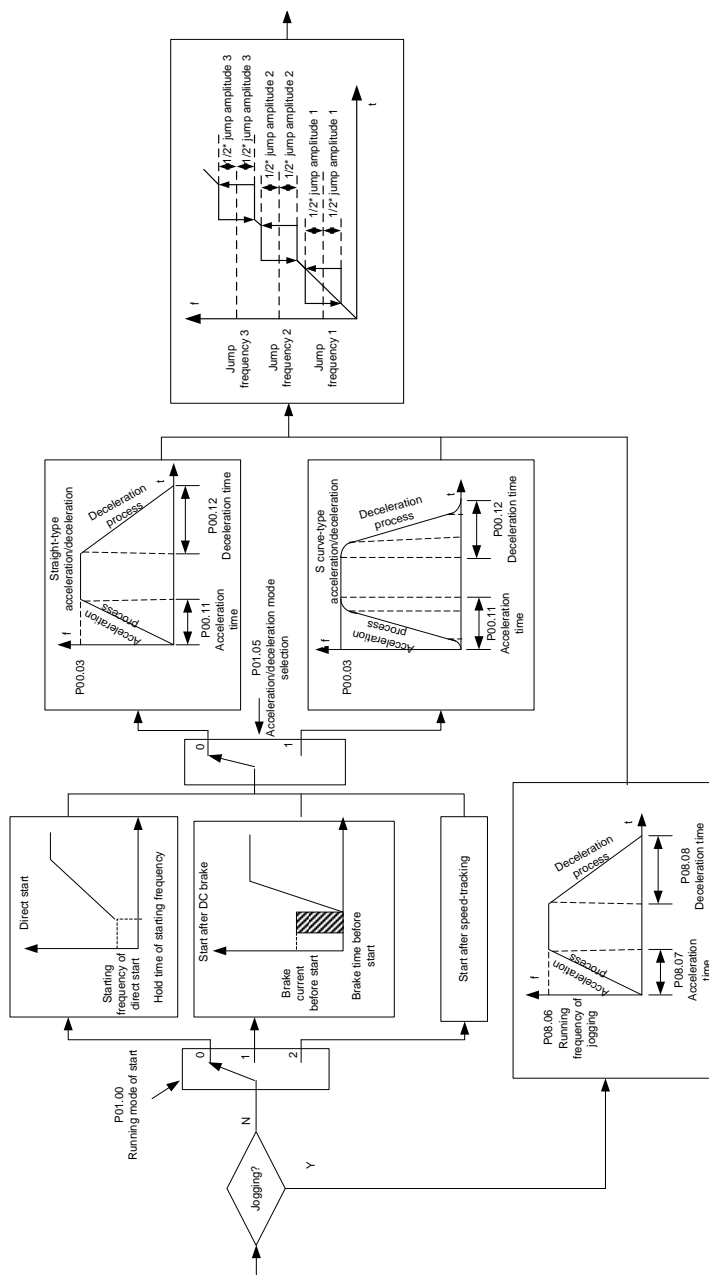 Jogging?
N
Y
P01.00
Running mode of start
0
1
2
Direct start
Starting
frequency of
direct start
Hold time of starting frequency
Start after DC brake
Brake
current
before start
Brake time before
start
Start after speed-tracking
P08.06
Running
frequency of
jogging
f
Acceleration
process
Deceleration
process
t
P08.07
Acceleration
time
P08.08
Deceleration time
0
1
P01.05
Acceleration/deceleration mode
selection
Straight-type
acceleration/deceleration
P00.03
f
Acceleration
process
Deceleration
process
t
P00.11
Acceleration
time
P00.12
Deceleration time
S curve-type
acceleration/deceleration
P00.03
f
Acceleration
process
Deceleration
process
t
P00.11
Acceleration
time
P00.12
Deceleration time
f
Jump
frequency 3
Jump
frequency 2
Jump
frequency 1
1/2* jump amplitude 3
1/2* jump amplitude 3
1/2* jump amplitude 2
1/2* jump amplitude 2
1/2* jump amplitude 1
1/2* jump amplitude 1
t